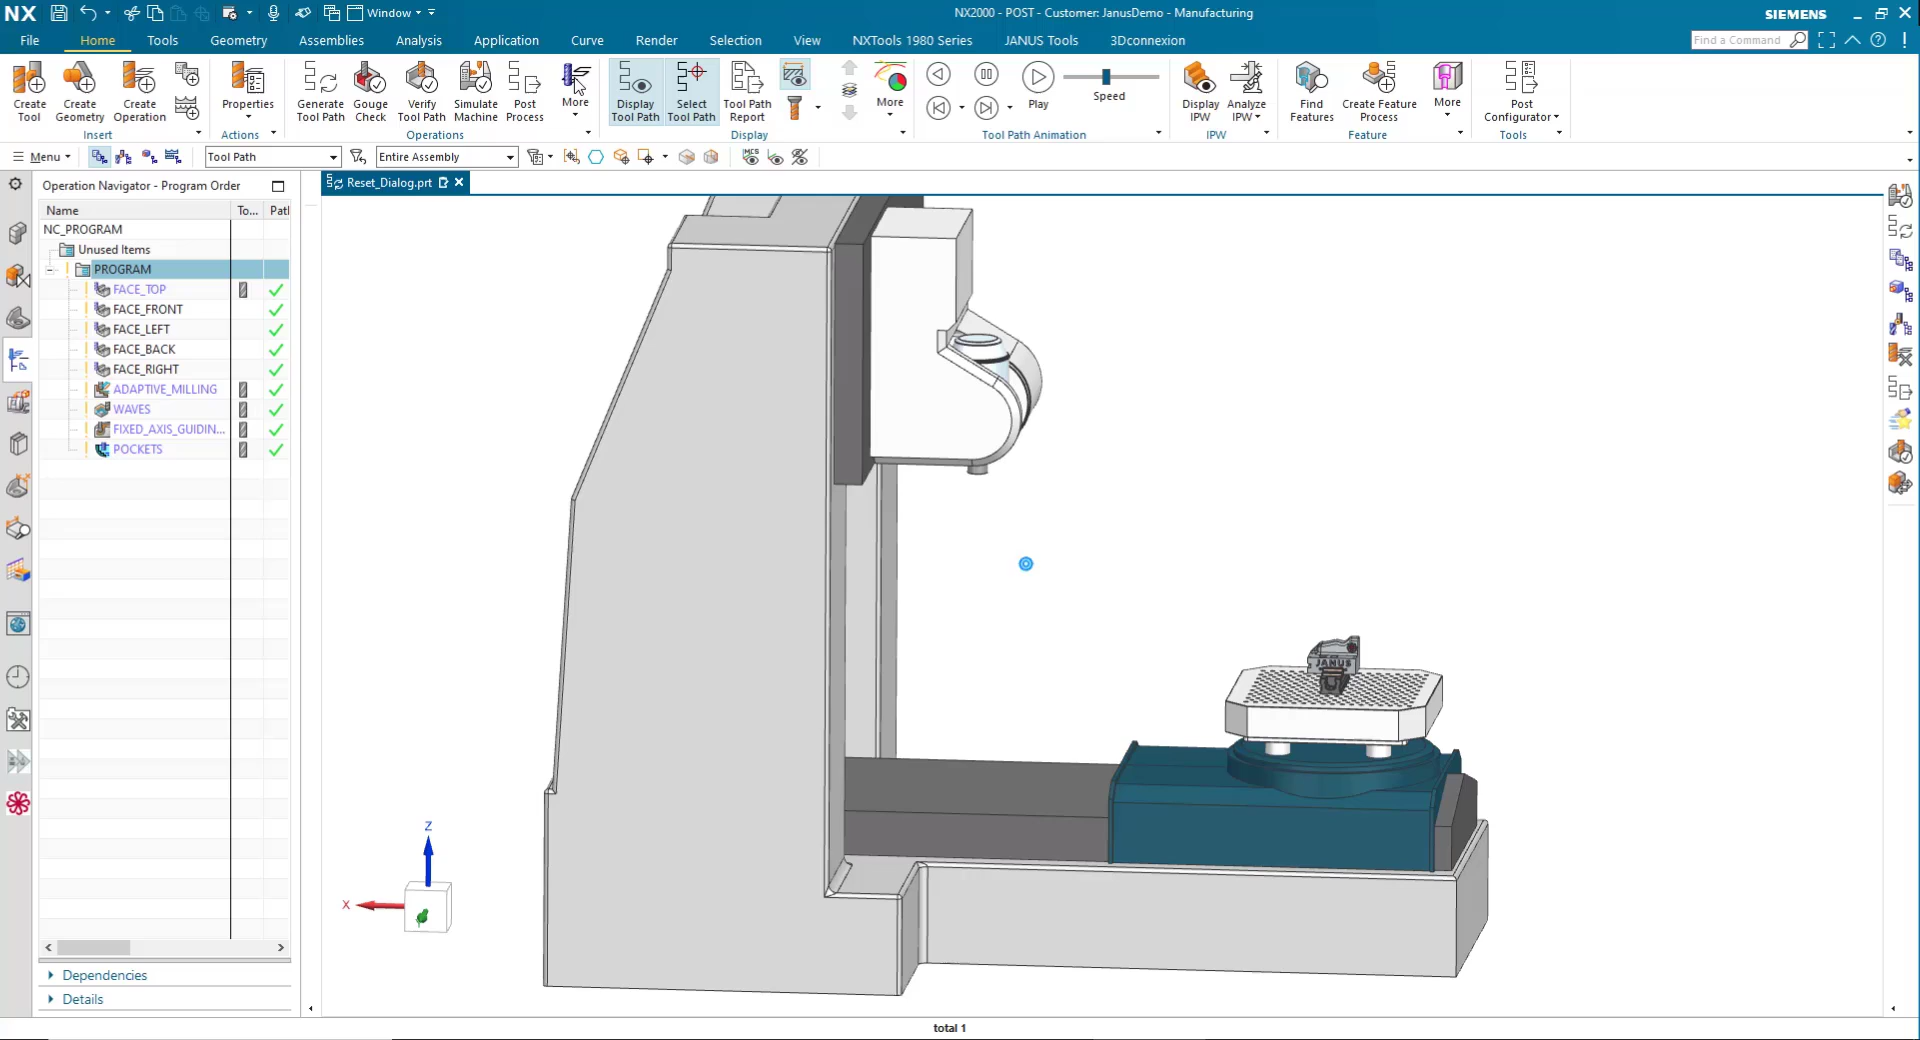 NX
Window
NX2000 - POST - Customer: JanusDemo - Manufacturing
SIEMENS
File
Home
Tools
Geometry
Assemblies
Analysis
Application
Curve
Render
Selection
View
NXTools 1980 Series
JANUS Tools
3Dconnexion
Find a Command
Create Tool
Create Geometry
Create Operation
Properties
Generate Tool Path
Gouge Check
Verify Tool Path
Simulate Machine
Post Process
More
Display Tool Path
Select Tool Path
Tool Path Report
More
Play
Speed
Display IPW
Analyze IPW
Find Features
Create Feature Process
More
Post Configurator
Insert
Actions
Operations
Display
Tool Path Animation
IPW
Feature
Tools
Menu
Tool Path
Entire Assembly
MCS
Operation Navigator - Program Order
Reset_Dialog.prt
Name
To...
Path
NC_PROGRAM
Unused Items
PROGRAM
FACE_TOP
FACE_FRONT
FACE_LEFT
FACE_BACK
FACE_RIGHT
ADAPTIVE_MILLING
WAVES
FIXED_AXIS_GUIDIN...
POCKETS
JANUS
Z
X
Dependencies
Details
total 1